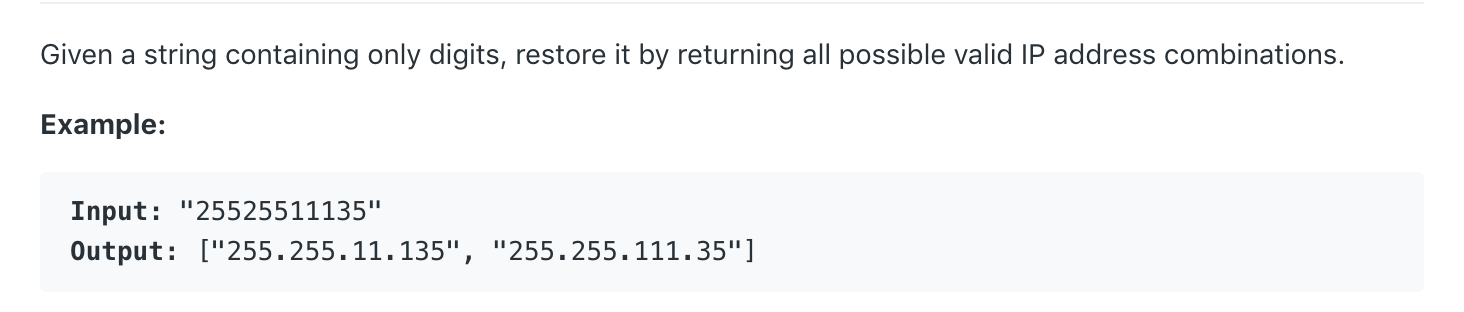 Given a string containing only digits, restore it by returning all possible valid IP address combinations.
Example:
Input: "25525511135"
Output: ["255.255.11.135", "255.255.111.35"]